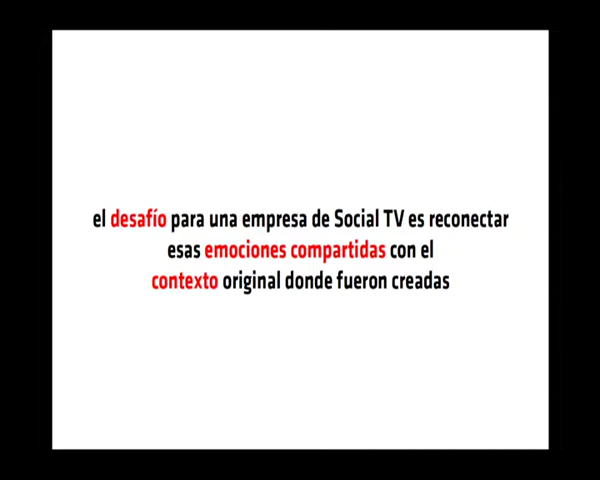 el desafío para una empresa de Social TV es reconectar
esas emociones compartidas con el
contexto original donde fueron creadas